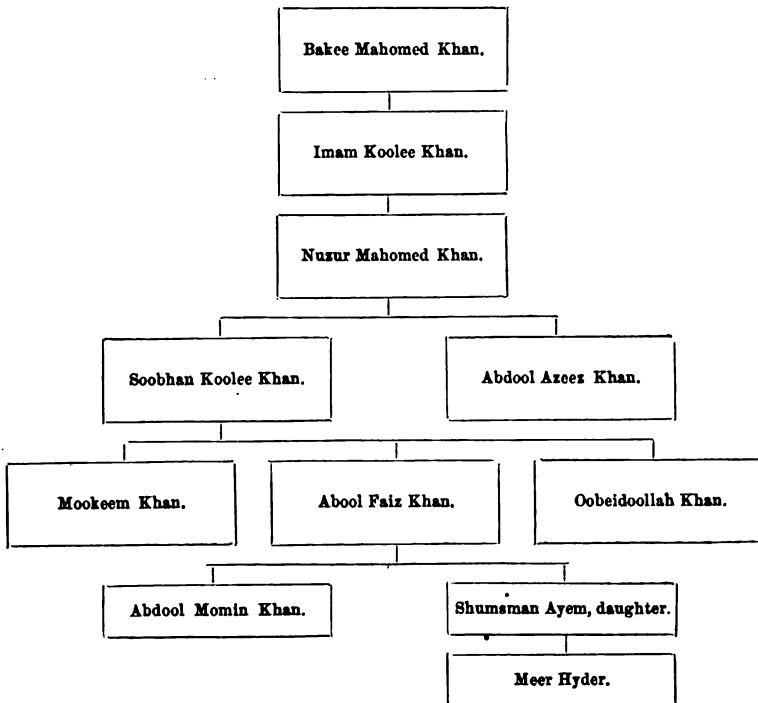 Bakee Mahomed Khan.
Imam Koolee Khan.
Nuzur Mahomed Khan.
Soobhan Koolee Khan.
Abdool Azeez Khan.
Mookeem Khan.
Abool Faiz Khan.
Oobeidoollah Khan.
Abdool Momin Khan.
Shumsman Ayem, daughter.
Meer Hyder.